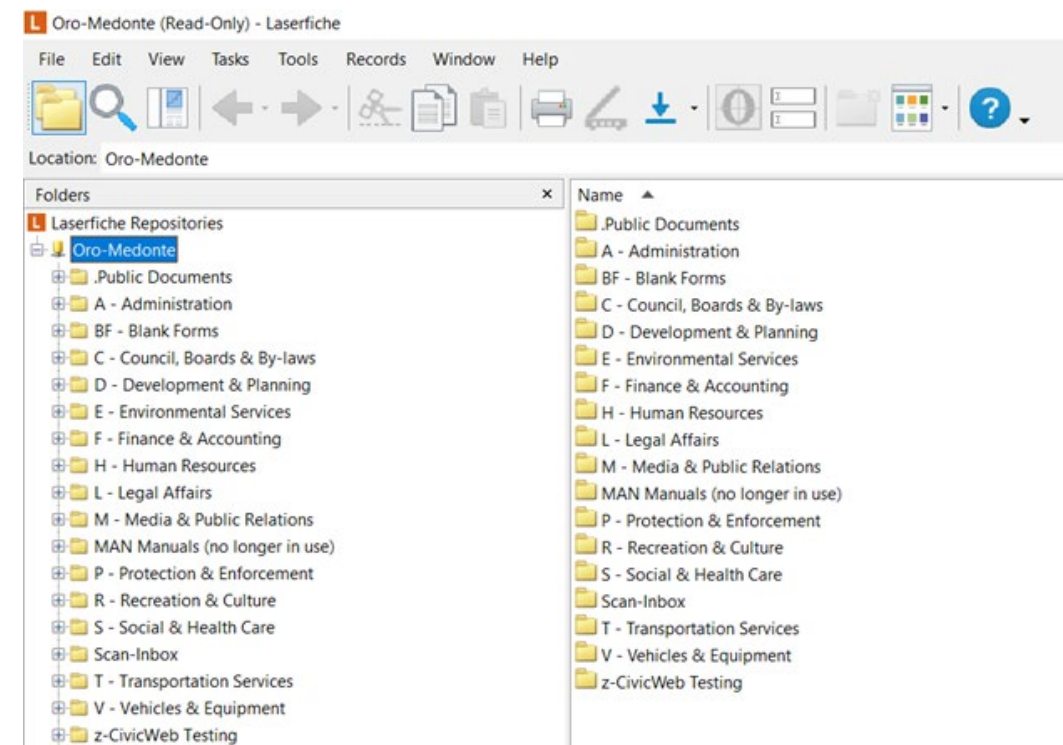 L Oro-Medonte (Read-Only) - Laserfiche
File Edit View Tasks Tools Records Window Help
Location: Oro-Medonte
Folders ×
L Laserfiche Repositories
Oro-Medonte
.Public Documents
A - Administration
BF - Blank Forms
C - Council, Boards & By-laws
D - Development & Planning
E - Environmental Services
F - Finance & Accounting
H - Human Resources
L - Legal Affairs
M - Media & Public Relations
MAN Manuals (no longer in use)
P - Protection & Enforcement
R - Recreation & Culture
S - Social & Health Care
Scan-Inbox
T - Transportation Services
V - Vehicles & Equipment
z-CivicWeb Testing
Name
.Public Documents
A - Administration
BF - Blank Forms
C - Council, Boards & By-laws
D - Development & Planning
E - Environmental Services
F - Finance & Accounting
H - Human Resources
L - Legal Affairs
M - Media & Public Relations
MAN Manuals (no longer in use)
P - Protection & Enforcement
R - Recreation & Culture
S - Social & Health Care
Scan-Inbox
T - Transportation Services
V - Vehicles & Equipment
z-CivicWeb Testing